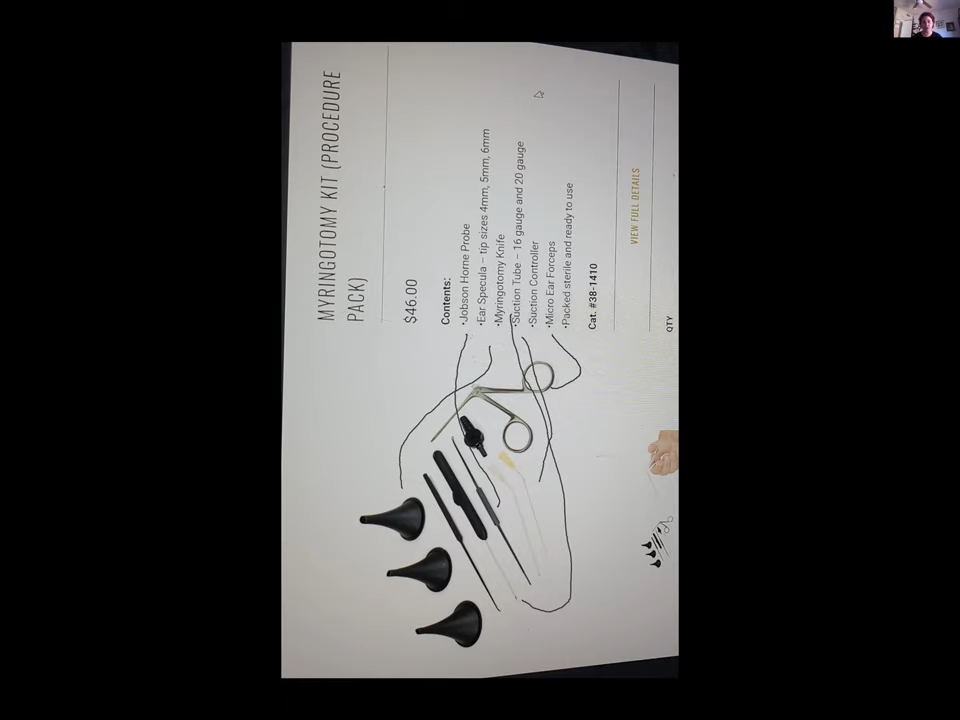 MYRINGOTOMY KIT (PROCEDURE
PACK)
$46.00
Contents:
•Jobson Horne Probe
•Ear Specula – tip sizes 4mm, 5mm, 6mm
•Myringotomy Knife
•Suction Tube – 16 gauge and 20 gauge
•Suction Controller
•Micro Ear Forceps
•Packed sterile and ready to use
Cat. #38-1410
VIEW FULL DETAILS
QTY